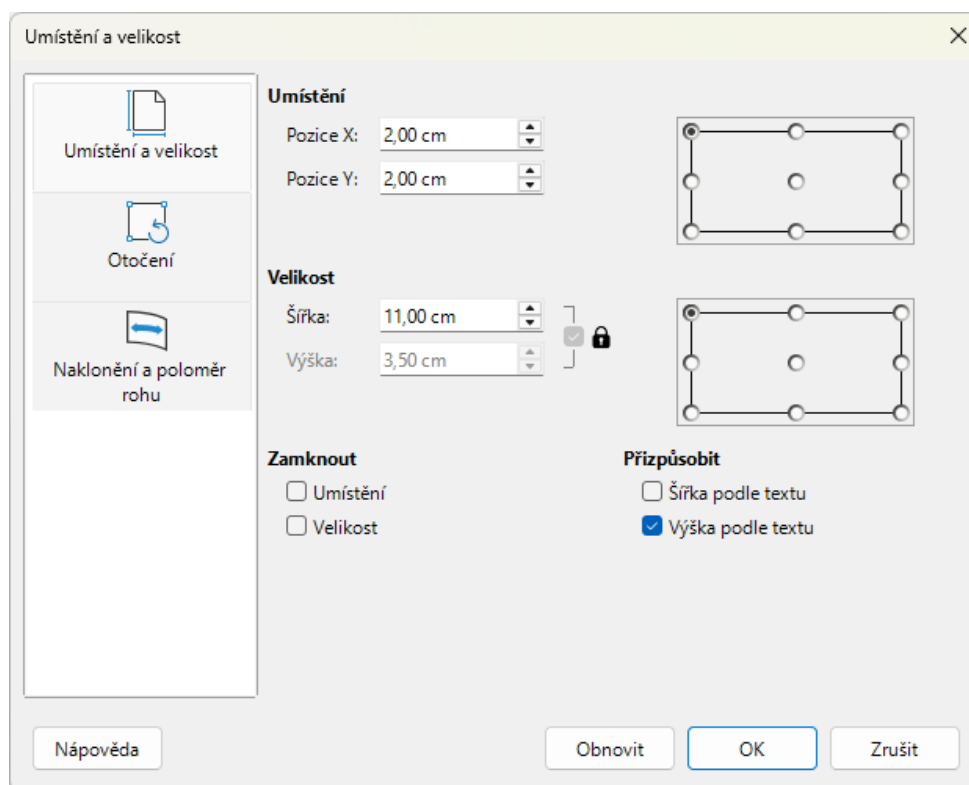 Umístění a velikost
Umístění a velikost
Otočení
Naklonění a poloměr
rohu
Umístění
Pozice X: 2,00 cm
Pozice Y: 2,00 cm
Velikost
Šířka: 11,00 cm
Výška: 3,50 cm
Zamknout
Umístění
Velikost
Přizpůsobit
Šířka podle textu
Výška podle textu
Nápověda
Obnovit
OK
Zrušit